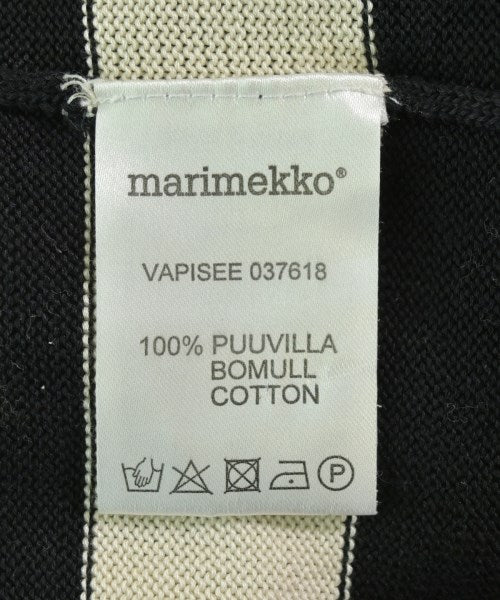 marimekko®
VAPISEE 037618
100% PUUVILLA
BOMULL
COTTON
P